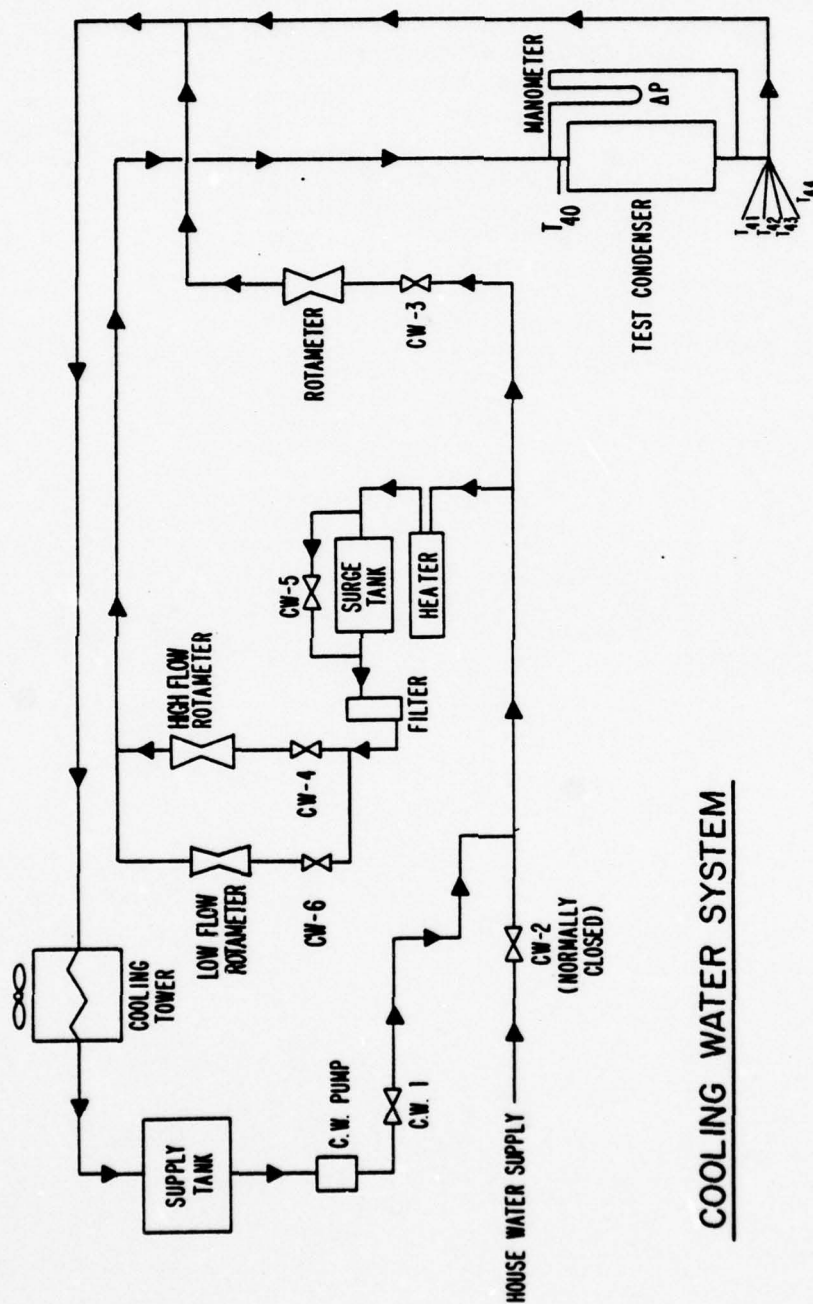 MANOMETER
ΔP
T40
T41
T42
T43
T44
TEST CONDENSER
ROTAMETER
CW-3
CW-5
SURGE
TANK
HEATER
FILTER
HIGH FLOW
ROTAMETER
CW-4
LOW FLOW
ROTAMETER
CW-6
COOLING
TOWER
SUPPLY
TANK
C.W. PUMP
C.W. 1
CW-2
(NORMALLY
CLOSED)
HOUSE WATER SUPPLY
COOLING WATER SYSTEM